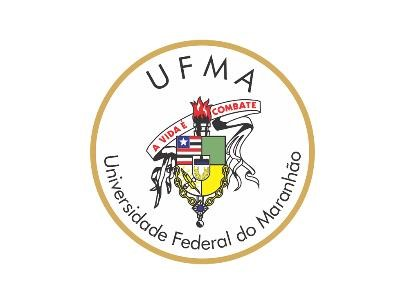 UFMA
A VIDA É COMBATE
Universidade Federal do Maranhão